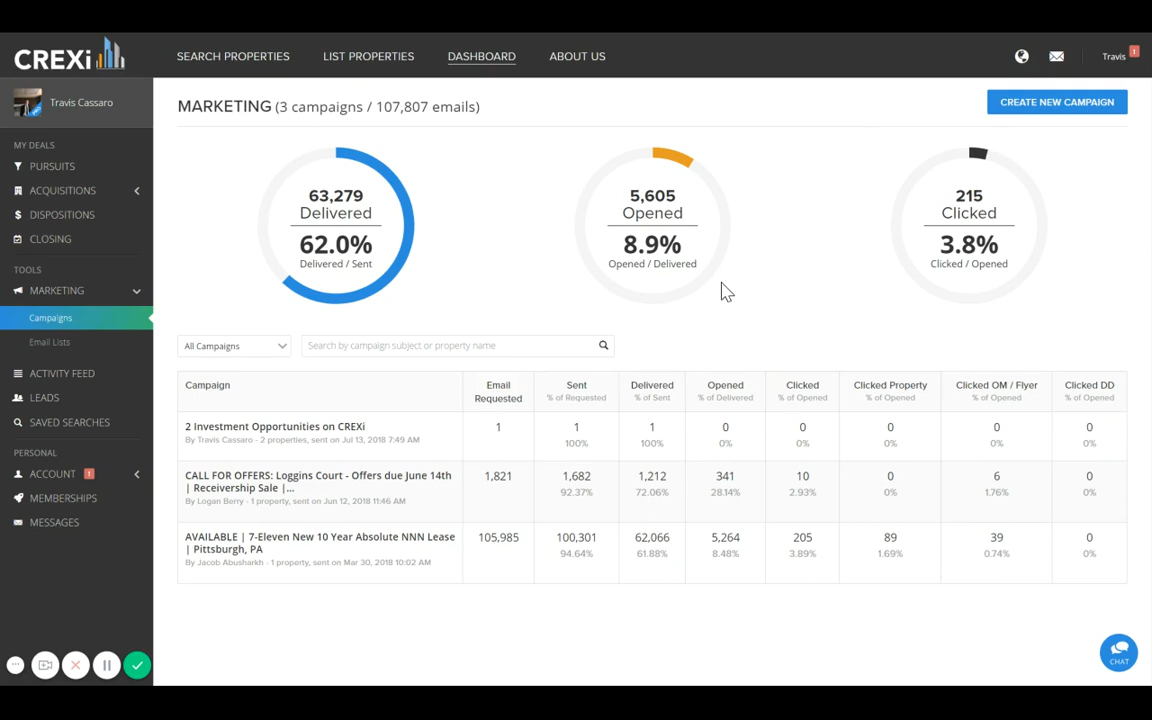 CREXi
SEARCH PROPERTIES
LIST PROPERTIES
DASHBOARD
ABOUT US
Travis
1
Travis Cassaro
MY DEALS
PURSUITS
ACQUISITIONS
DISPOSITIONS
CLOSING
TOOLS
MARKETING
Campaigns
Email Lists
ACTIVITY FEED
LEADS
SAVED SEARCHES
PERSONAL
ACCOUNT 1
MEMBERSHIPS
MESSAGES
MARKETING (3 campaigns / 107,807 emails)
CREATE NEW CAMPAIGN
63,279
Delivered
62.0%
Delivered / Sent
5,605
Opened
8.9%
Opened / Delivered
215
Clicked
3.8%
Clicked / Opened
All Campaigns
Search by campaign subject or property name
Campaign
Email
Requested
Sent
% of Requested
Delivered
% of Sent
Opened
% of Delivered
Clicked
% of Opened
Clicked Property
% of Opened
Clicked OM / Flyer
% of Opened
Clicked DD
% of Opened
2 Investment Opportunities on CREXi
By Travis Cassaro - 2 properties, sent on Jul 13, 2018 7:49 AM
1
1
100%
1
100%
0
0%
0
0%
0
0%
0
0%
0
0%
CALL FOR OFFERS: Loggins Court - Offers due June 14th
| Receivership Sale |...
By Logan Berry - 1 property, sent on Jun 12, 2018 11:46 AM
1,821
1,682
92.37%
1,212
72.06%
341
28.14%
10
2.93%
0
0%
6
1.76%
0
0%
AVAILABLE | 7-Eleven New 10 Year Absolute NNN Lease
| Pittsburgh, PA
By Jacob Abusharkh - 1 property, sent on Mar 30, 2018 10:02 AM
105,985
100,301
94.64%
62,066
61.88%
5,264
8.48%
205
3.89%
89
1.69%
39
0.74%
0
0%
CHAT